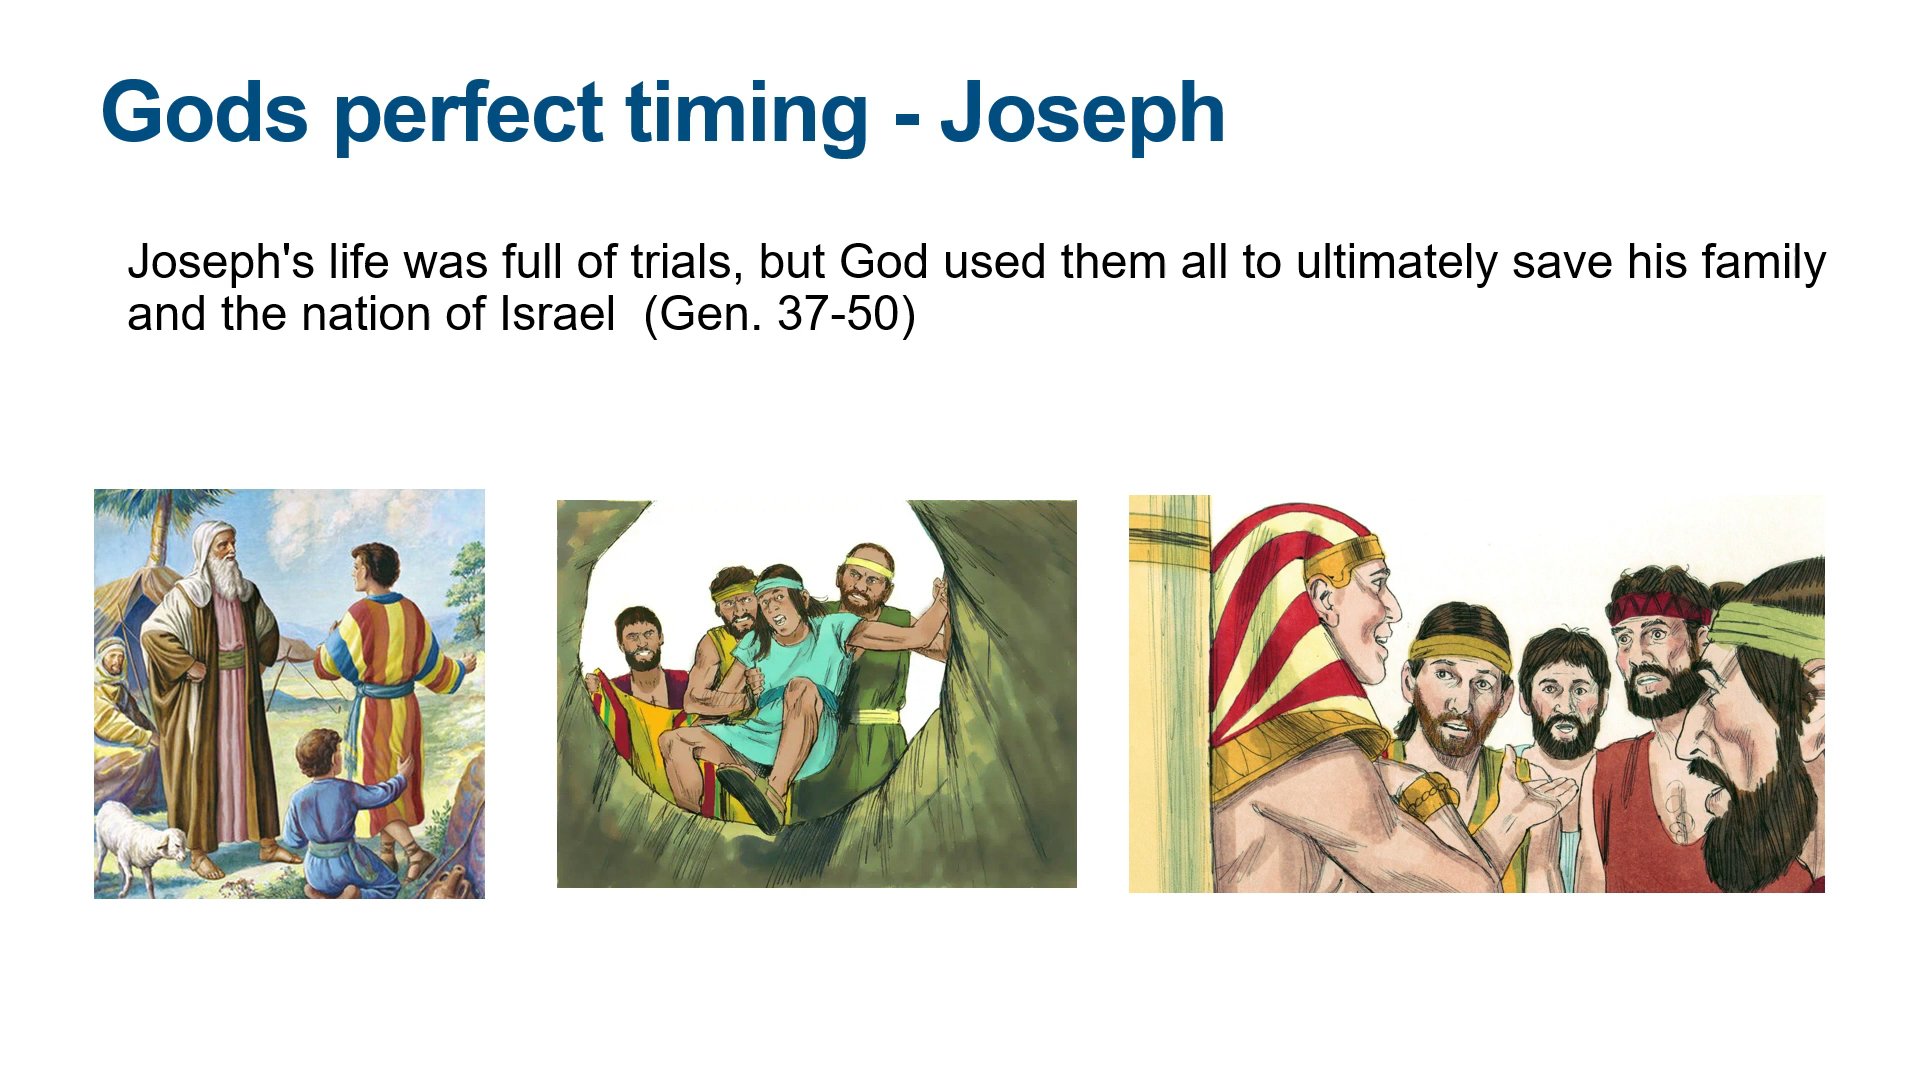 Gods perfect timing - Joseph
Joseph's life was full of trials, but God used them all to ultimately save his family
and the nation of Israel  (Gen. 37-50)